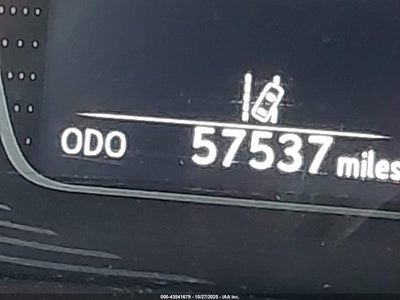 ODO 57537 miles
000-43541679 - 10/27/2025 - IAA Inc.